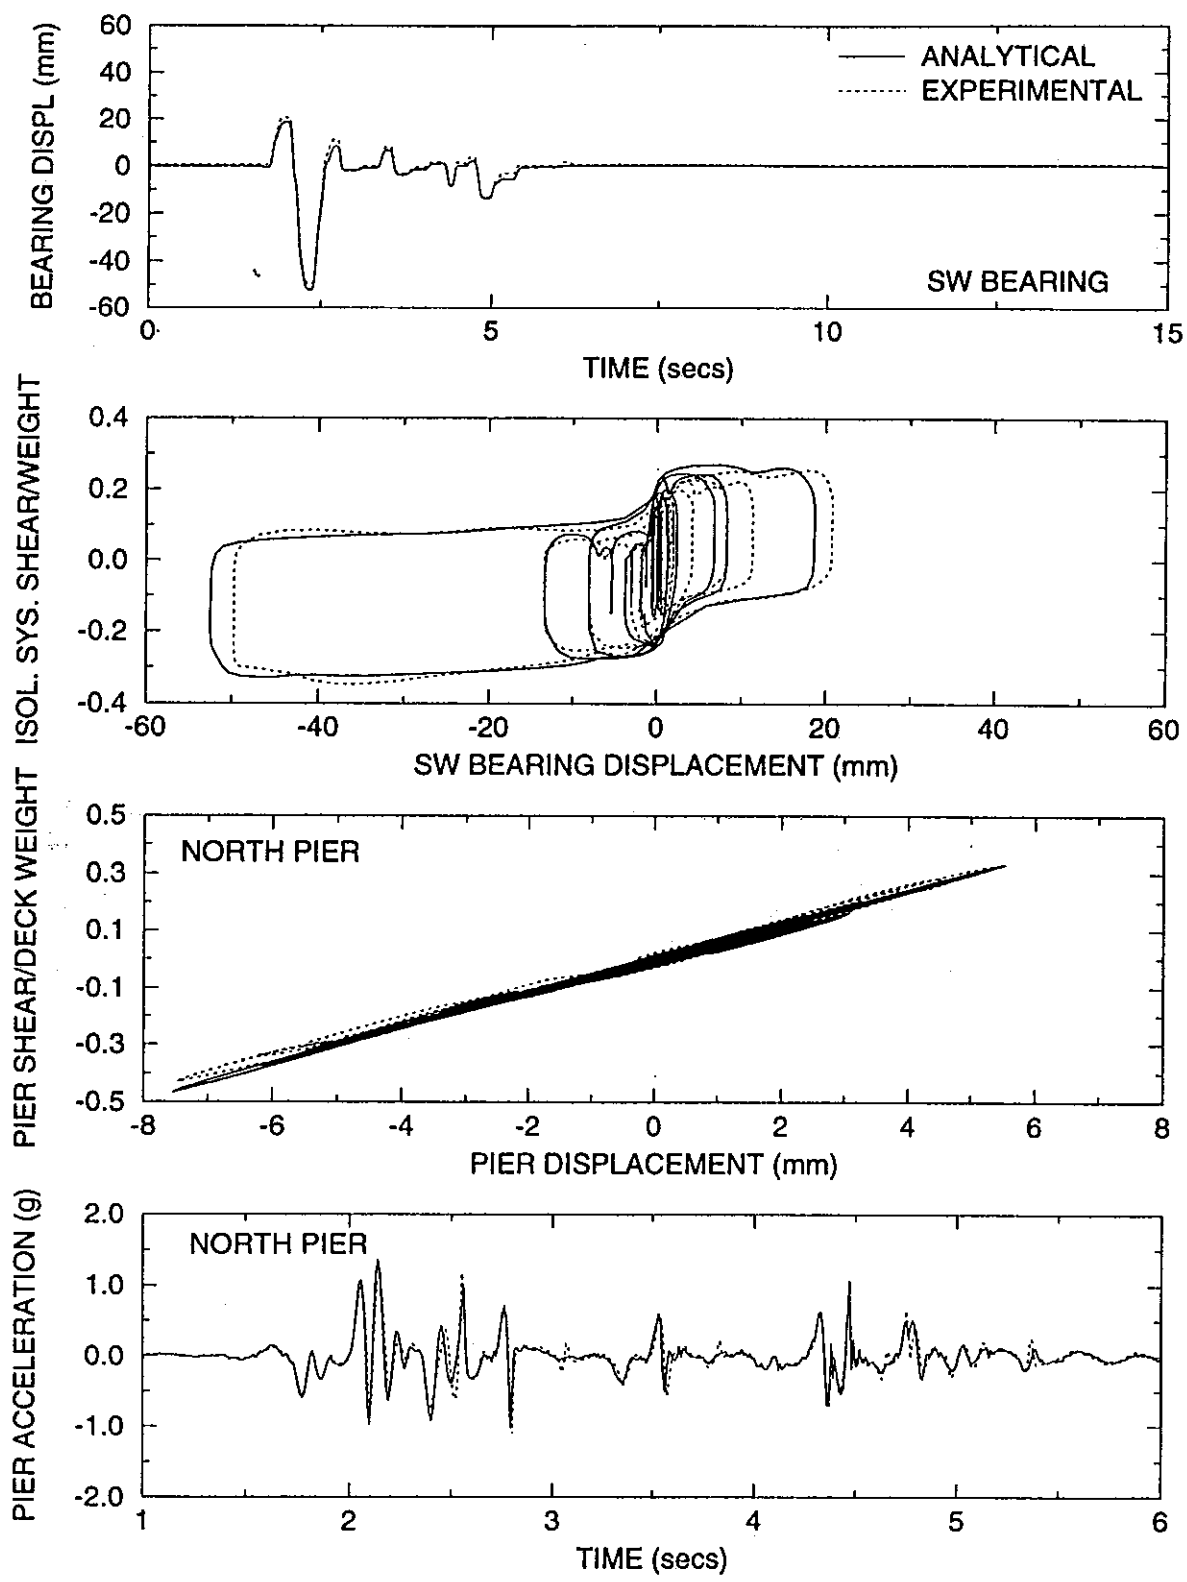 BEARING DISPL (mm)
60
40
20
0
-20
-40
-60
ANALYTICAL
EXPERIMENTAL
SW BEARING
0 5 10 15
TIME (secs)
ISOL. SYS. SHEAR/WEIGHT
0.4
0.2
0.0
-0.2
-0.4
-60 -40 -20 0 20 40 60
SW BEARING DISPLACEMENT (mm)
PIER SHEAR/DECK WEIGHT
0.5
0.3
0.1
-0.1
-0.3
-0.5
NORTH PIER
-8 -6 -4 -2 0 2 4 6 8
PIER DISPLACEMENT (mm)
PIER ACCELERATION (g)
2.0
1.0
0.0
-1.0
-2.0
NORTH PIER
1 2 3 4 5 6
TIME (secs)